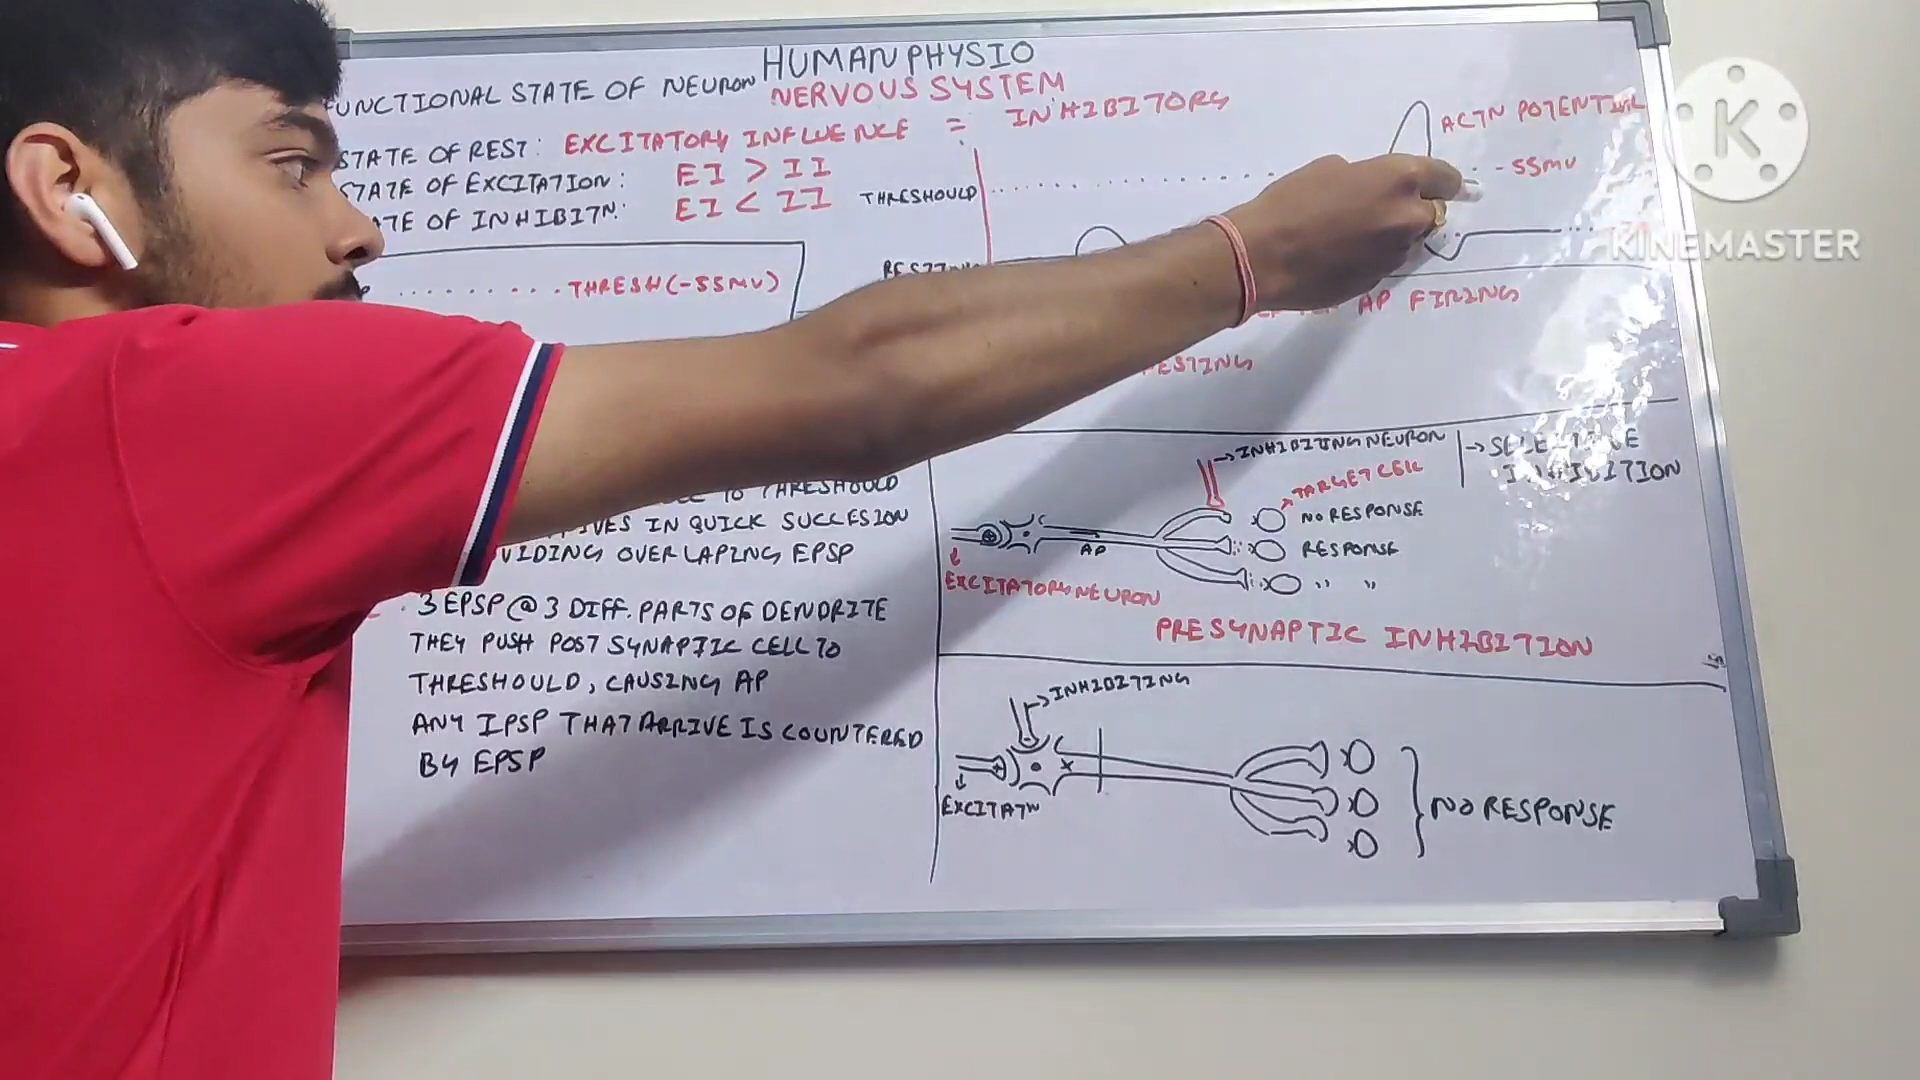 HUMAN PHYSIO
FUNCTIONAL STATE OF NEURON NERVOUS SYSTEM
STATE OF REST: EXCITATORY INFLUENCE = INHIBITORY
STATE OF EXCITATION: EI > II
OF INHIBITN: EI < II
THRESHOULD
ACTN POTENTIAL
-55MV
K
KINEMASTER
THRESH(-55MV)
AP FIRING
TO THRESHOULD
IN QUICK SUCCESION
OVERLAPING EPSP
. 3 EPSP @ 3 DIFF. PARTS OF DENDRITE
THEY PUSH POST SYNAPTIC CELL TO
THRESHOULD, CAUSING AP
ANY IPSP THAT ARRIVE IS COUNTERED
BY EPSP
→ INHIBITING NEURON
TARGET CELL
INHIBITION
NO RESPONSE
RESPONSE
" "
AP
EXCITATORY NEURON
PRESYNAPTIC INHIBITION
→ INHIBITING
EXCITATN
NO RESPONSE